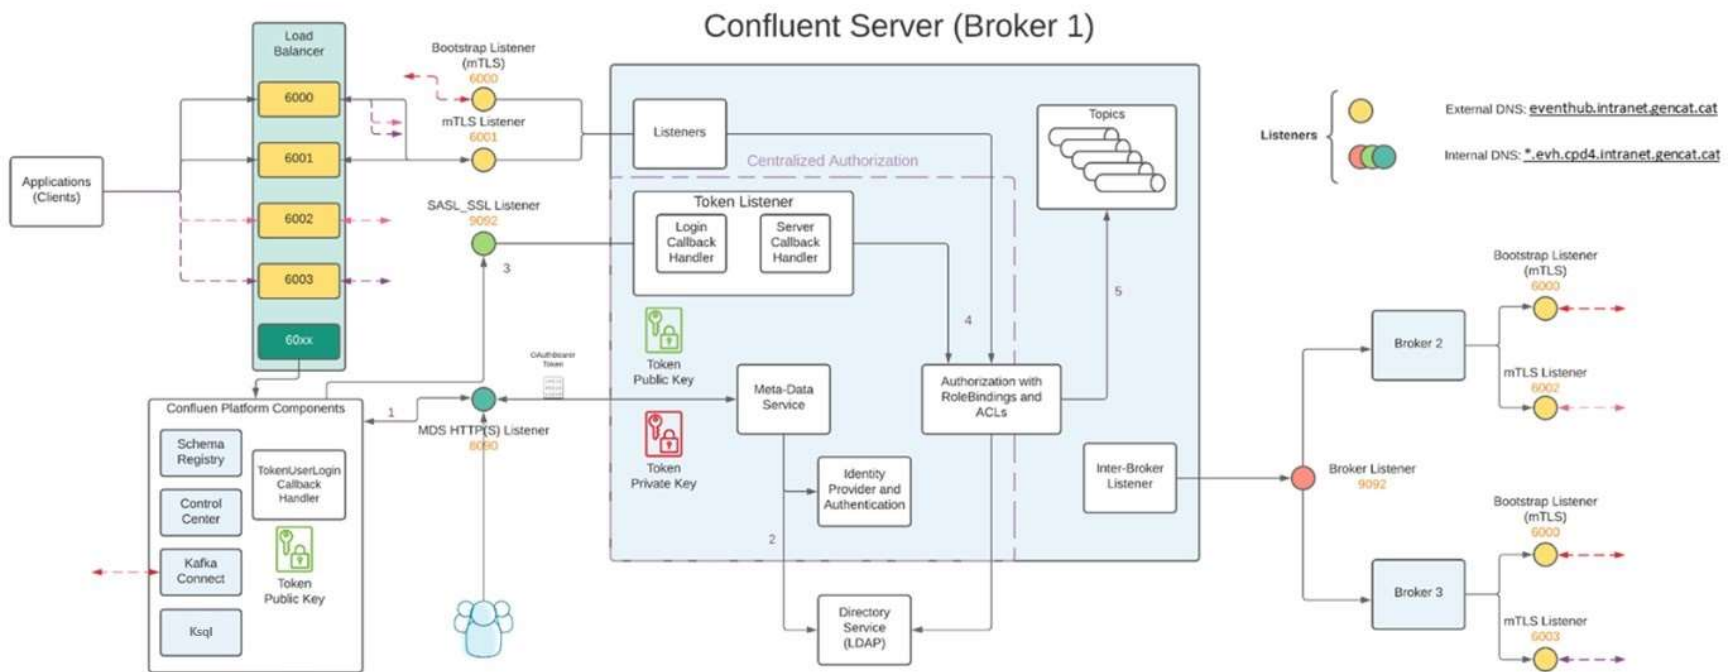 Confluent Server (Broker 1)
Load
Balancer
6000
6001
6002
6003
60xx
Applications
(Clients)
Bootstrap Listener
(mTLS)
6000
mTLS Listener
6001
SASL_SSL Listener
9092
3
Listeners
Centralized Authorization
Token Listener
Login
Callback
Handler
Server
Callback
Handler
Topics
5
4
Token
Public Key
Token
Private Key
OAuthbearer
Token
Meta-Data
Service
Authorization with
RoleBindings and
ACLs
Identity
Provider and
Authentication
2
Directory
Service
(LDAP)
Inter-Broker
Listener
1
MDS HTTP(S) Listener
8090
Confluen Platform Components
Schema
Registry
Control
Center
Kafka
Connect
Ksql
TokenUserLogin
Callback
Handler
Token
Public Key
Listeners
External DNS: eventhub.intranet.gencat.cat
Internal DNS: *.evh.cpd4.intranet.gencat.cat
Broker Listener
9092
Broker 2
Bootstrap Listener
(mTLS)
6000
mTLS Listener
6002
Broker 3
Bootstrap Listener
(mTLS)
6000
mTLS Listener
6003